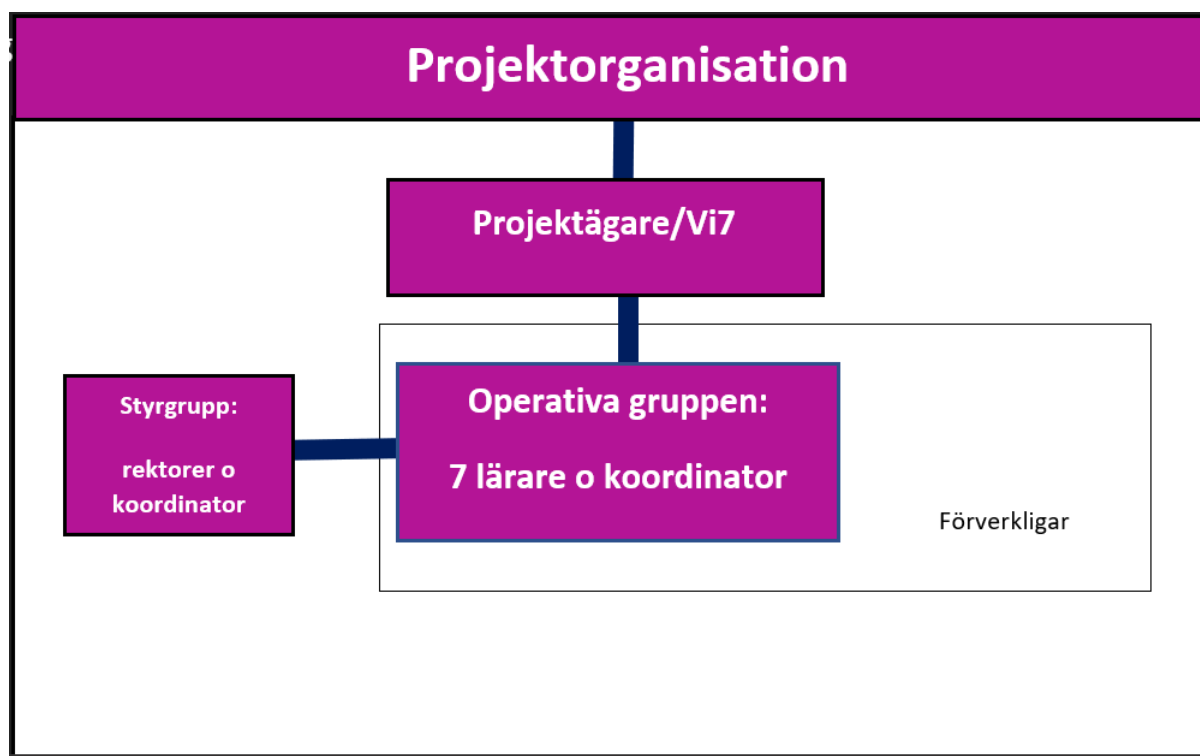 Projektorganisation
Projektägare/Vi7
Styrgrupp:
rektorer o
koordinator
Operativa gruppen:
7 lärare o koordinator
Förverkligar